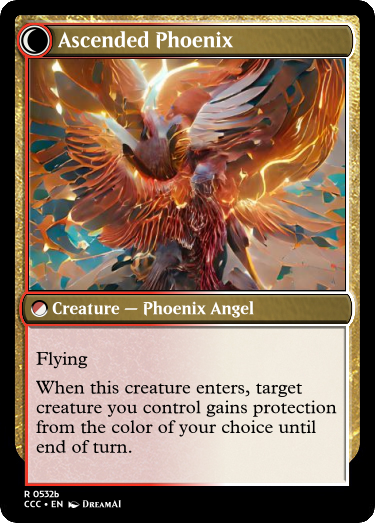 Ascended Phoenix
Creature — Phoenix Angel
Flying
When this creature enters, target
creature you control gains protection
from the color of your choice until
end of turn.
R 0532b
CCC • EN DreamAI